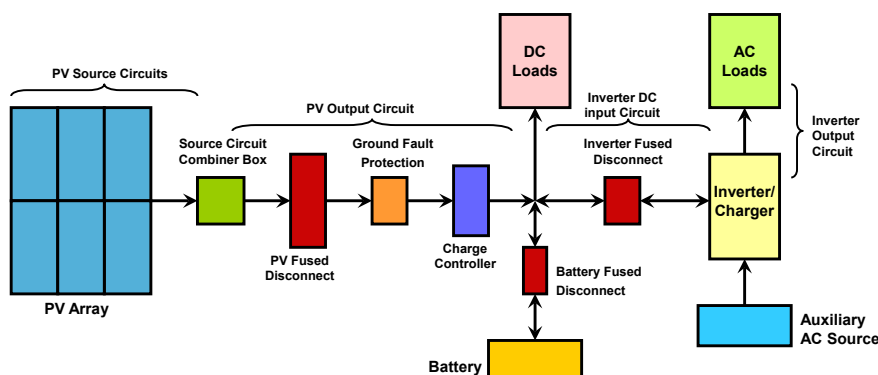 PV Source Circuits
PV Output Circuit
Inverter DC
input Circuit
DC
Loads
AC
Loads
Inverter
Output
Circuit
Source Circuit
Combiner Box
Ground Fault
Protection
Inverter Fused
Disconnect
Inverter/
Charger
PV Fused
Disconnect
Charge
Controller
Battery Fused
Disconnect
PV Array
Battery
Auxiliary
AC Source